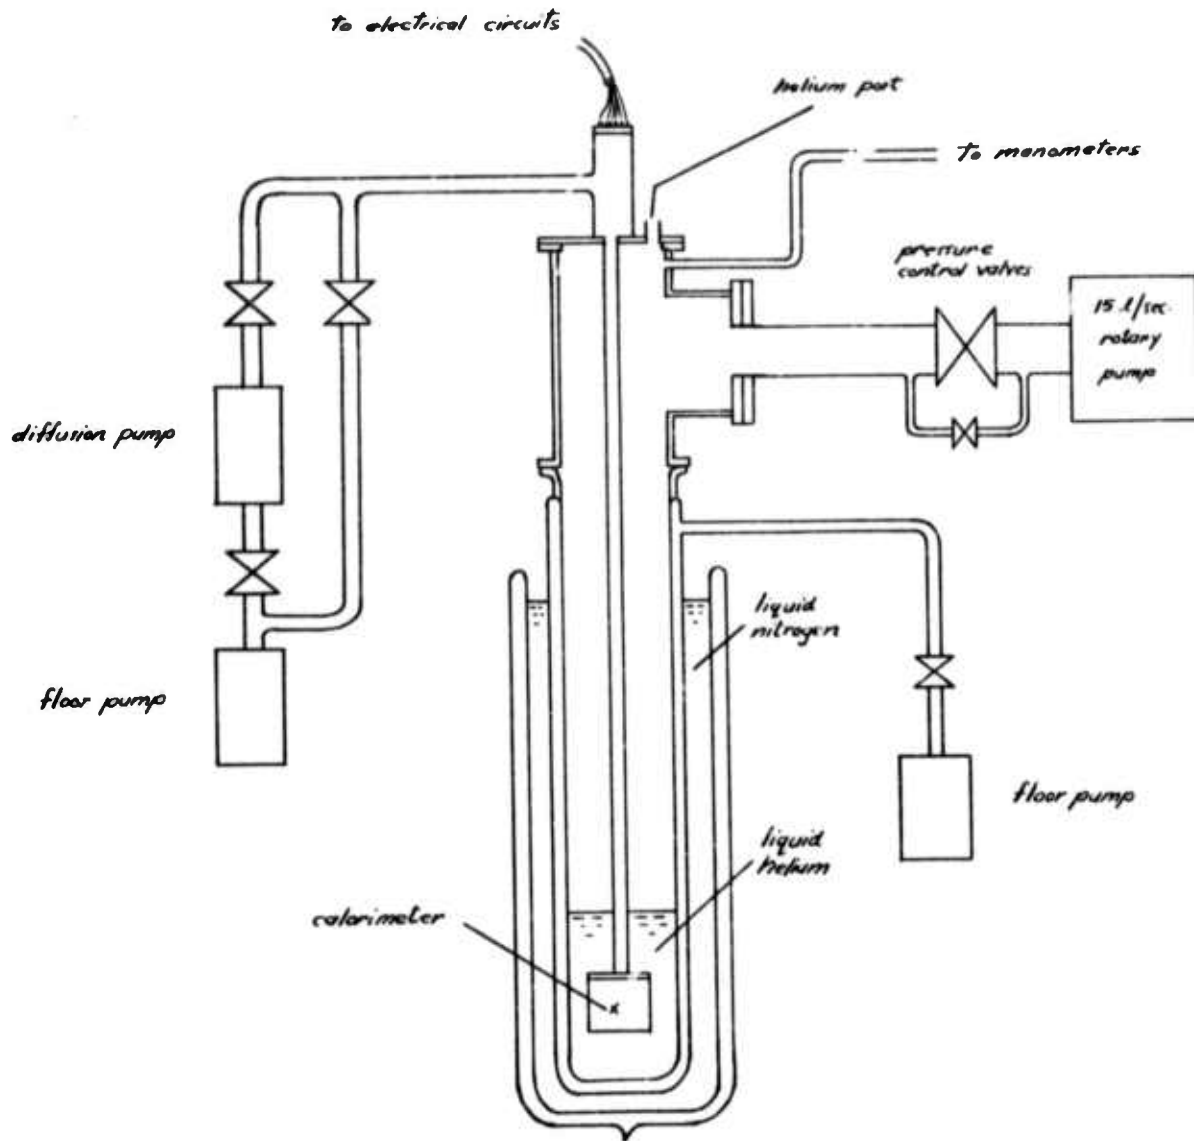 to electrical circuits
helium port
to manometers
pressure
control valves
15 l/sec.
rotary
pump
diffusion pump
liquid
nitrogen
floor pump
floor pump
liquid
helium
calorimeter
x